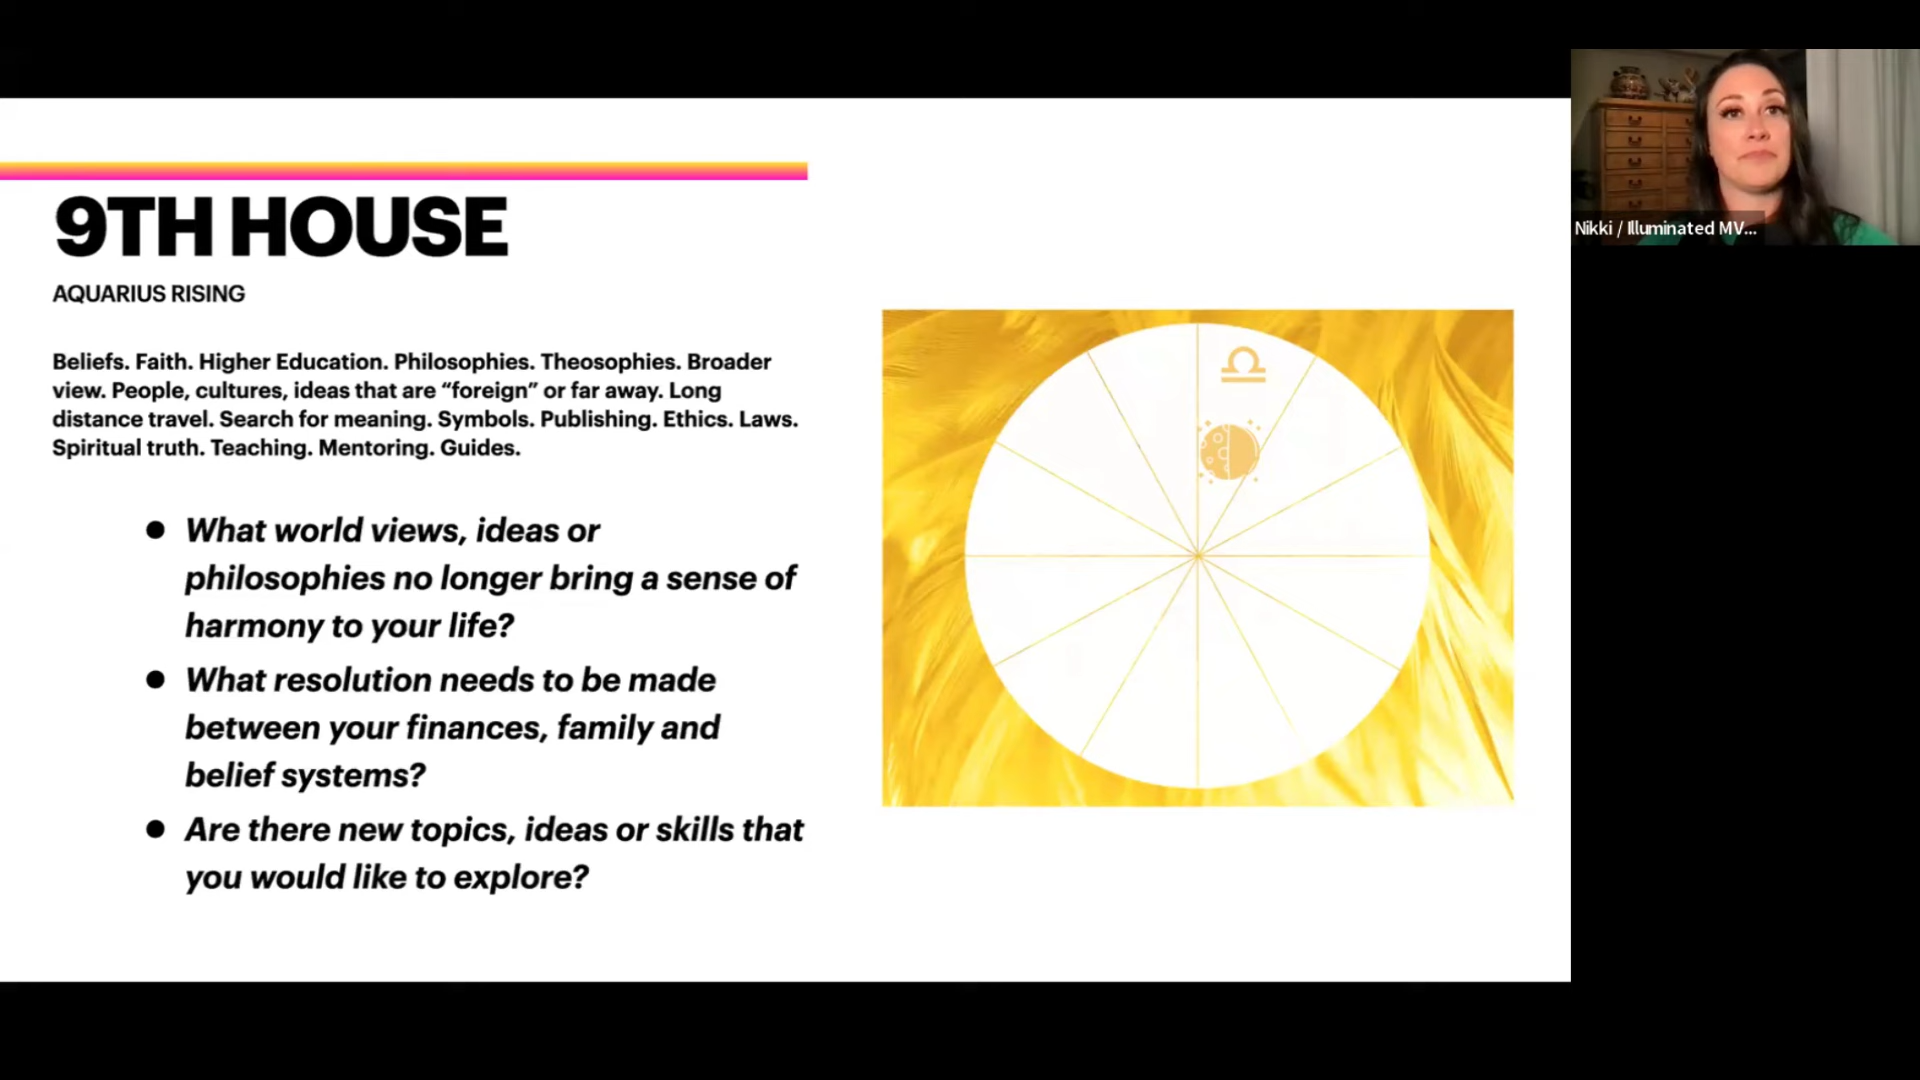 9TH HOUSE
AQUARIUS RISING
Beliefs. Faith. Higher Education. Philosophies. Theosophies. Broader
view. People, cultures, ideas that are “foreign” or far away. Long
distance travel. Search for meaning. Symbols. Publishing. Ethics. Laws.
Spiritual truth. Teaching. Mentoring. Guides.
● What world views, ideas or
philosophies no longer bring a sense of
harmony to your life?
● What resolution needs to be made
between your finances, family and
belief systems?
● Are there new topics, ideas or skills that
you would like to explore?
Nikki / Illuminated MV...